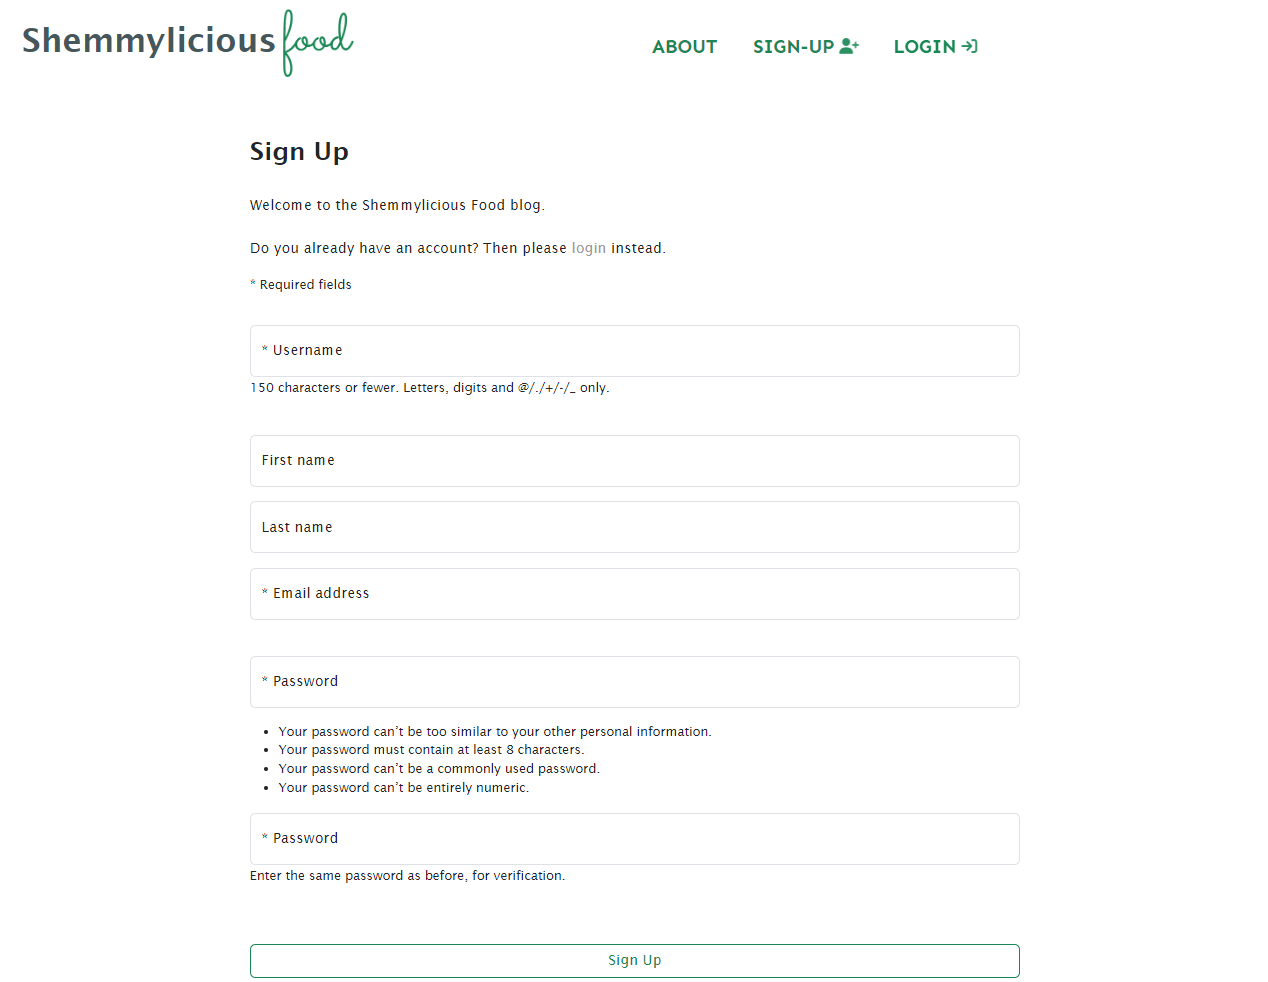 Shemmylicious food
ABOUT SIGN-UP LOGIN
Sign Up
Welcome to the Shemmylicious Food blog.
Do you already have an account? Then please login instead.
* Required fields
* Username
150 characters or fewer. Letters, digits and @/./+/-/_ only.
First name
Last name
* Email address
* Password
• Your password can’t be too similar to your other personal information.
• Your password must contain at least 8 characters.
• Your password can’t be a commonly used password.
• Your password can’t be entirely numeric.
* Password
Enter the same password as before, for verification.
Sign Up